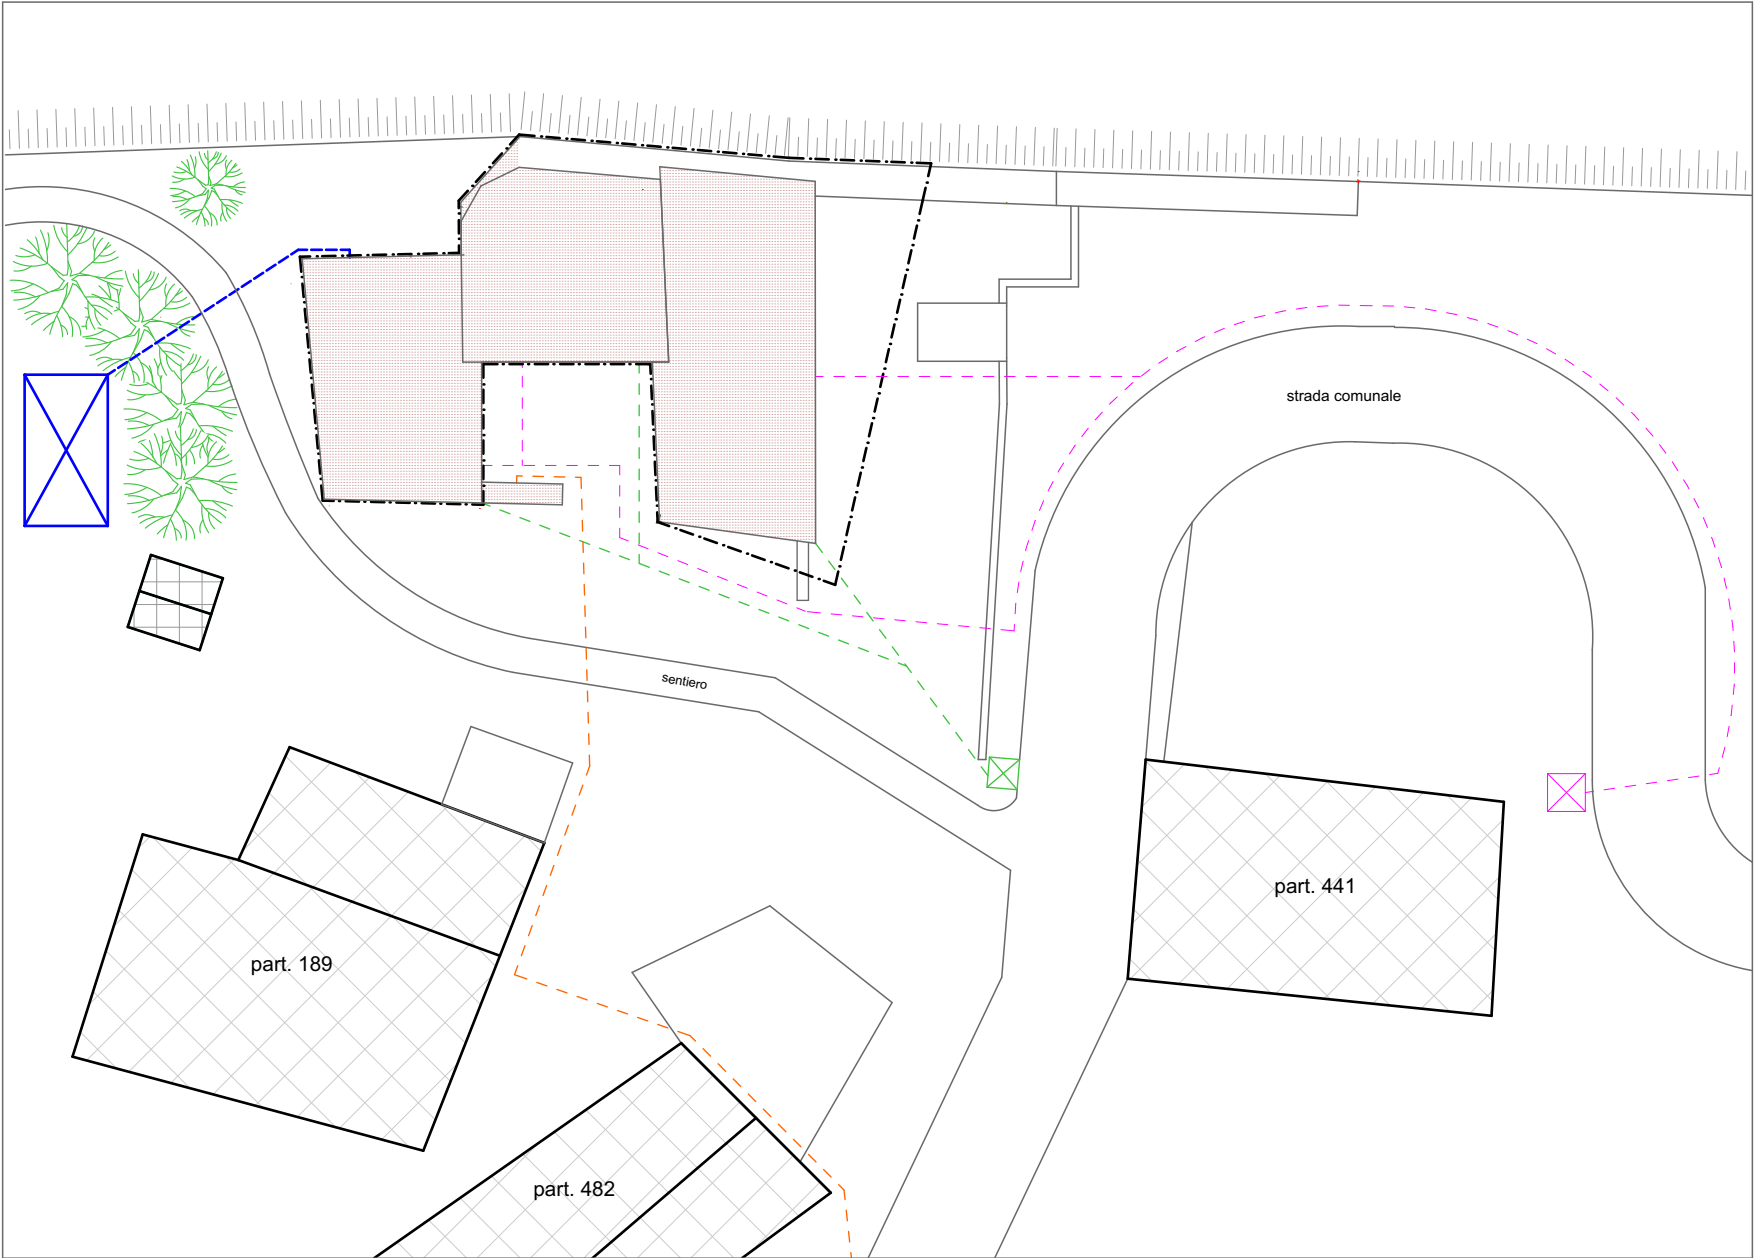 strada comunale
sentiero
part. 441
part. 189
part. 482